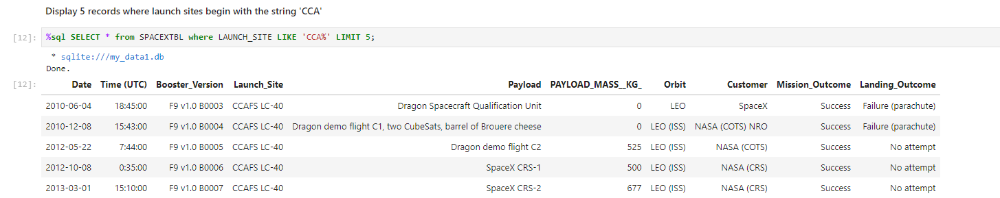 Display 5 records where launch sites begin with the string 'CCA'
[12]: %sql SELECT * from SPACEXTBL where LAUNCH_SITE LIKE 'CCA%' LIMIT 5;
* sqlite:///my_data1.db
Done.
[12]: Date Time (UTC) Booster_Version Launch_Site Payload PAYLOAD_MASS__KG_ Orbit Customer Mission_Outcome Landing_Outcome
2010-06-04 18:45:00 F9 v1.0 B0003 CCAFS LC-40 Dragon Spacecraft Qualification Unit 0 LEO SpaceX Success Failure (parachute)
2010-12-08 15:43:00 F9 v1.0 B0004 CCAFS LC-40 Dragon demo flight C1, two CubeSats, barrel of Brouere cheese 0 LEO (ISS) NASA (COTS) NRO Success Failure (parachute)
2012-05-22 7:44:00 F9 v1.0 B0005 CCAFS LC-40 Dragon demo flight C2 525 LEO (ISS) NASA (COTS) Success No attempt
2012-10-08 0:35:00 F9 v1.0 B0006 CCAFS LC-40 SpaceX CRS-1 500 LEO (ISS) NASA (CRS) Success No attempt
2013-03-01 15:10:00 F9 v1.0 B0007 CCAFS LC-40 SpaceX CRS-2 677 LEO (ISS) NASA (CRS) Success No attempt